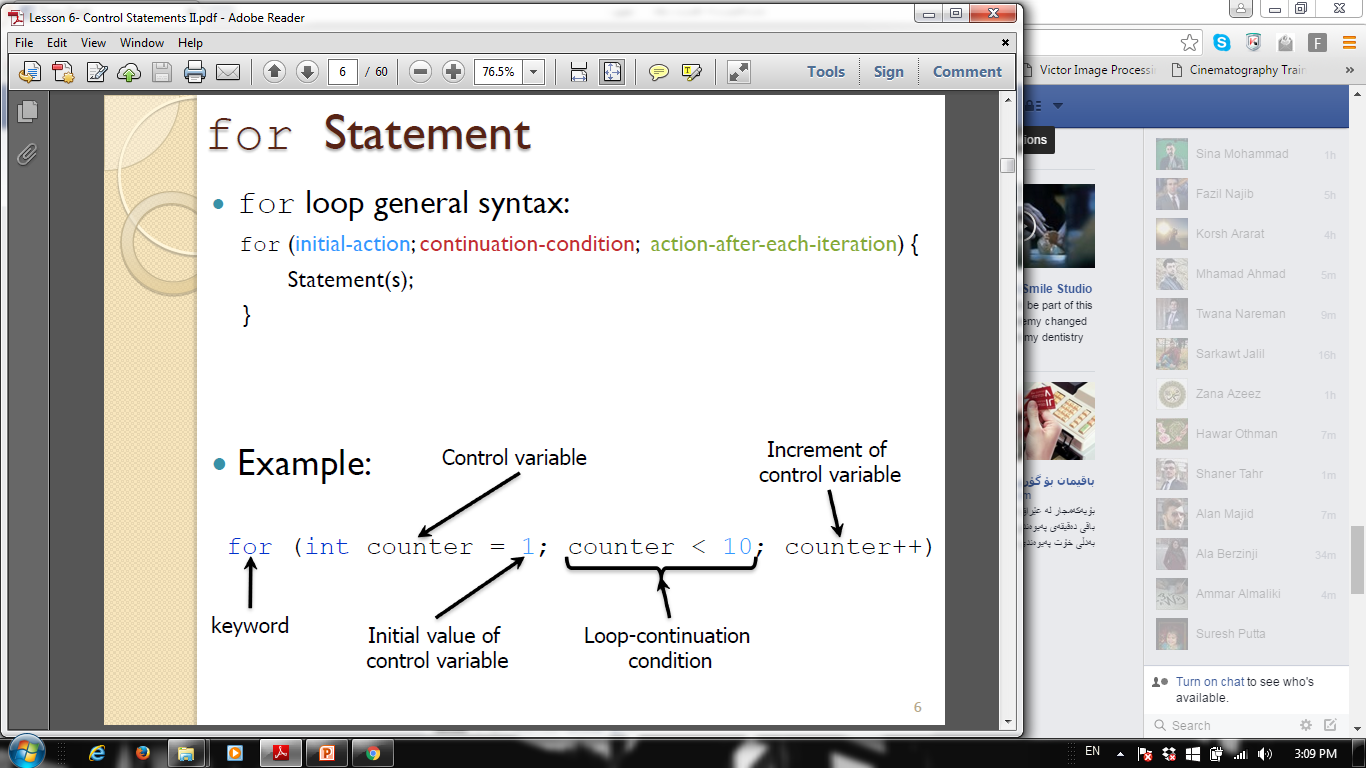 Lesson 6- Control Statements II.pdf - Adobe Reader
File Edit View Window Help
6 / 60 76.5% Tools Sign Comment
for Statement
for loop general syntax:
for (initial-action; continuation-condition; action-after-each-iteration) {
Statement(s);
}
Example:
Control variable
Increment of
control variable
for (int counter = 1; counter < 10; counter++)
keyword
Initial value of
control variable
Loop-continuation
condition
6
Victor Image Processi
Cinematography Train
ions
Smile Studio
be part of this
emy changed
my dentistry
Sina Mohammad 1h
Fazil Najib 5h
Korsh Ararat 4h
Mhamad Ahmad 5m
Twana Nareman 9m
Sarkawt Jalil 16h
Zana Azeez 1h
Hawar Othman 7m
Shaner Tahr 1m
Alan Majid 7m
Ala Berzinji 34m
Ammar Almaliki 4m
Suresh Putta
Turn on chat to see who's
available.
Search
EN 3:09 PM